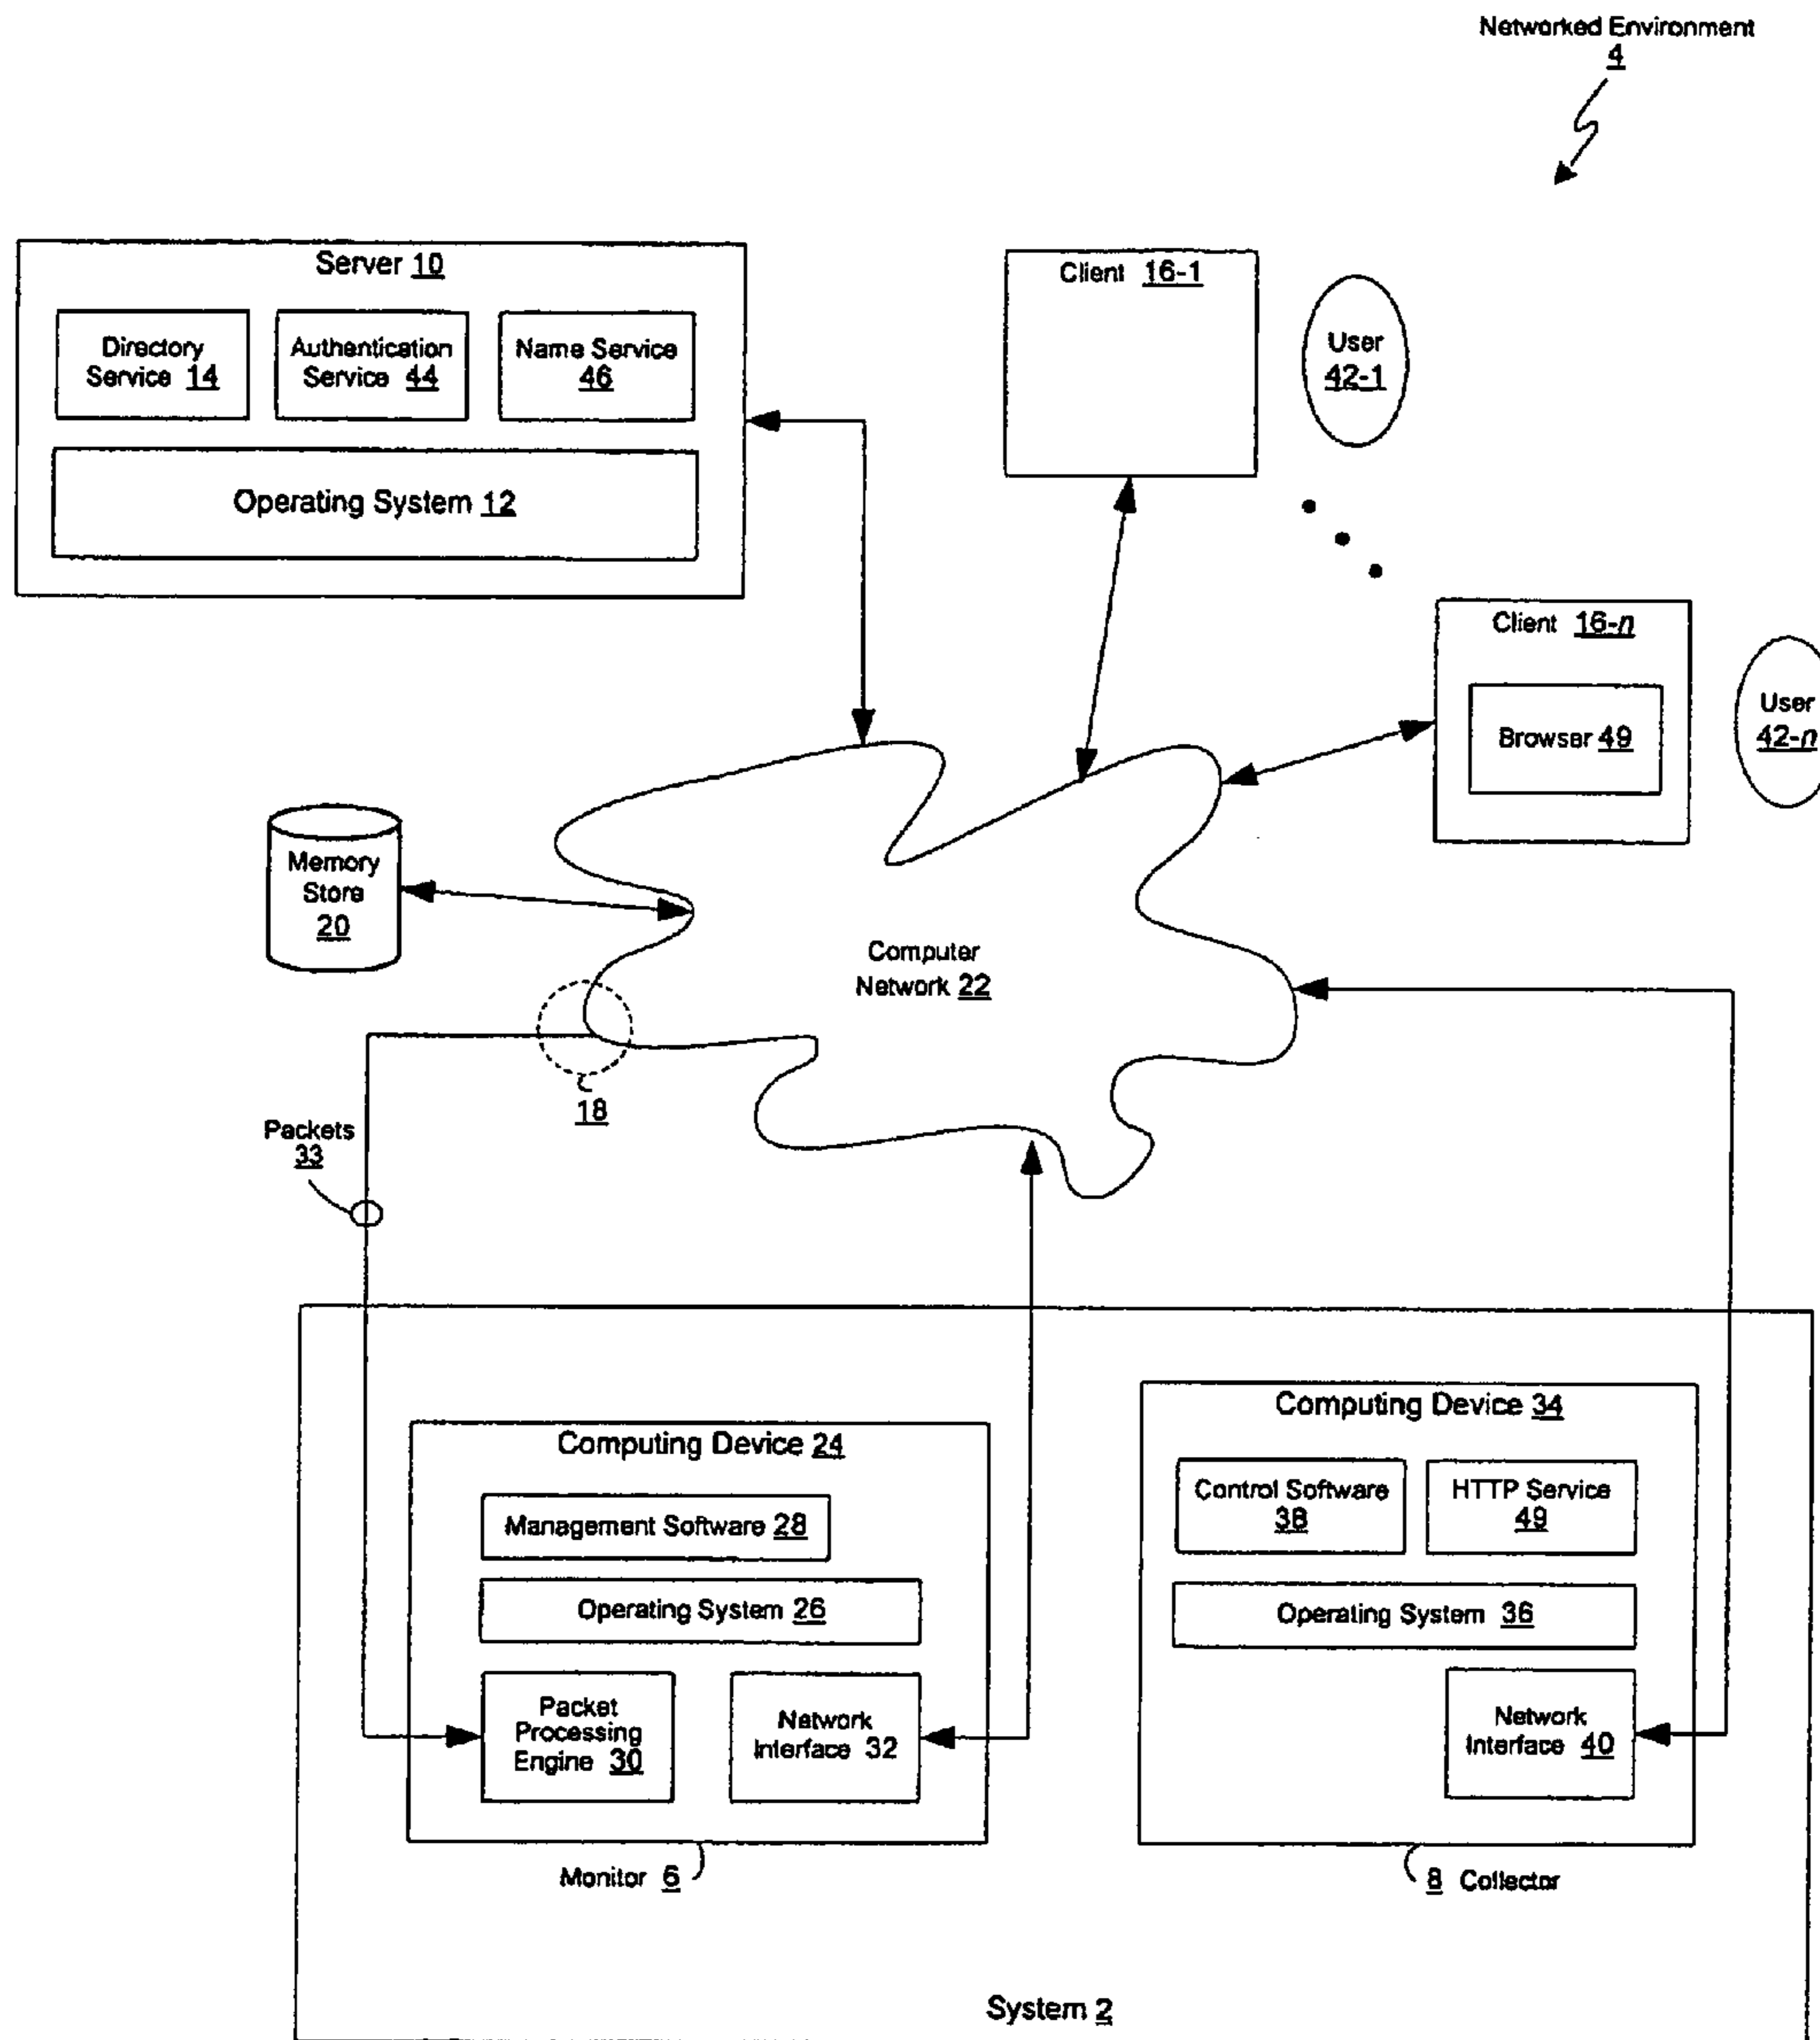 Networked Environment
4
Server 10
Directory
Service 14
Authentication
Service 44
Name Service
46
Operating System 12
Client 16-1
User
42-1
Client 16-n
Browser 49
User
42-n
Memory
Store
20
Computer
Network 22
18
Packets
33
Computing Device 24
Management Software 28
Operating System 26
Packet
Processing
Engine 30
Network
Interface 32
Monitor 6
Computing Device 34
Control Software
38
HTTP Service
49
Operating System 36
Network
Interface 40
8 Collector
System 2